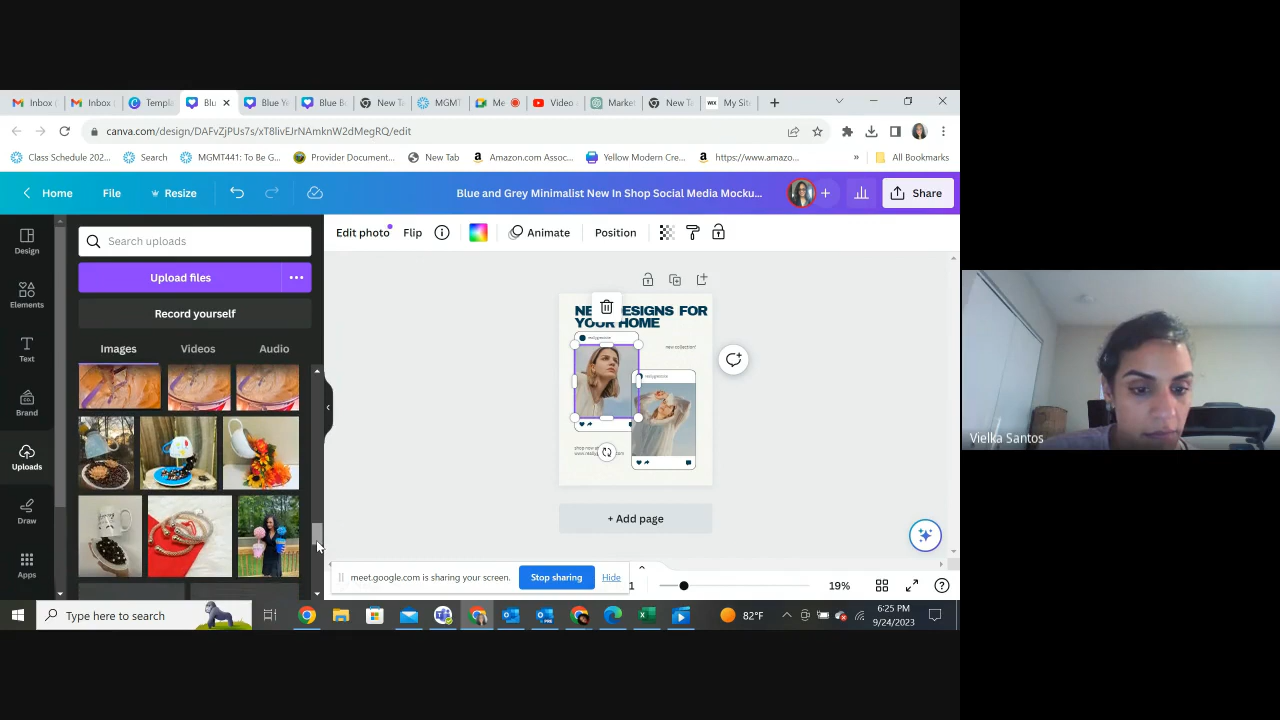 Inbox
Inbox
Templ
Blu
Blue Ye
Blue B
New T
MGMT
Me
Video
Market
New T
My Sit
canva.com/design/DAFvZjPUs7s/xT8livEJrNAmknW2dMegRQ/edit
Class Schedule 202...
Search
MGMT441: To Be G...
Provider Document...
New Tab
Amazon.com Assoc...
Yellow Modern Cre...
https://www.amazo...
»
All Bookmarks
Home
File
Resize
Blue and Grey Minimalist New In Shop Social Media Mocku...
Share
Design
Elements
Text
Brand
Uploads
Draw
Apps
Search uploads
Upload files
Record yourself
Images
Videos
Audio
Edit photo
Flip
Animate
Position
NE DESIGNS FOR
YOUR HOME
new collection!
+ Add page
meet.google.com is sharing your screen.
Stop sharing
Hide
1
19%
Vielka Santos
Type here to search
82°F
6:25 PM
9/24/2023